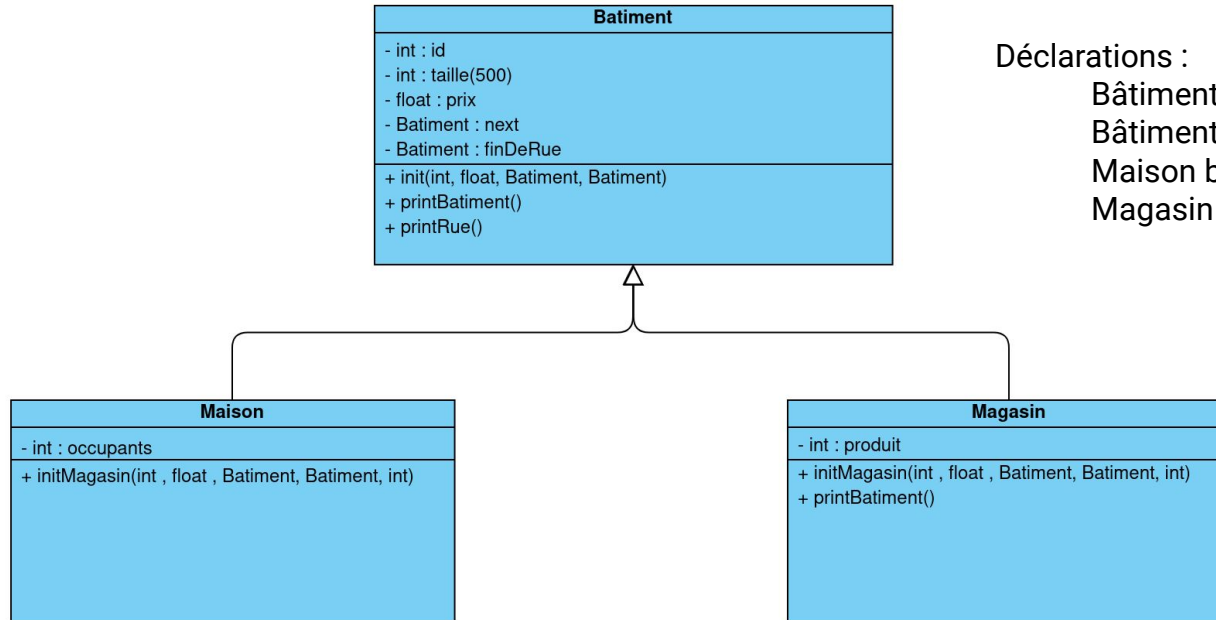 Batiment
- int : id
- int : taille(500)
- float : prix
- Batiment : next
- Batiment : finDeRue
+ init(int, float, Batiment, Batiment)
+ printBatiment()
+ printRue()
Déclarations :
Bâtiment
Bâtiment
Maison b
Magasin
Maison
- int : occupants
+ initMagasin(int , float , Batiment, Batiment, int)
Magasin
- int : produit
+ initMagasin(int , float , Batiment, Batiment, int)
+ printBatiment()